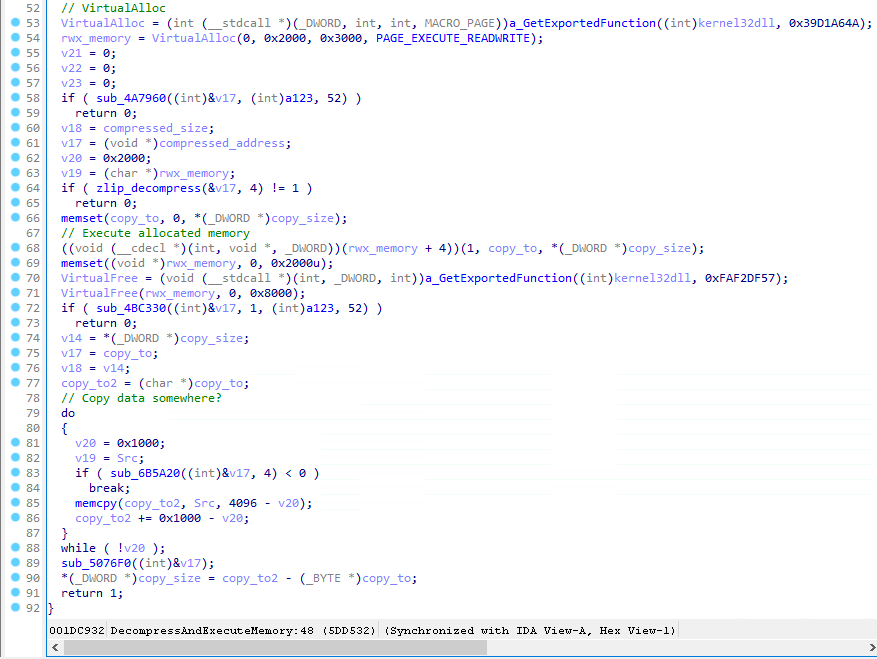 52 // VirtualAlloc
53 VirtualAlloc = (int (__stdcall *)(_DWORD, int, int, MACRO_PAGE))a_GetExportedFunction((int)kernel32dll, 0x39D1A64A);
54 rwx_memory = VirtualAlloc(0, 0x2000, 0x3000, PAGE_EXECUTE_READWRITE);
55 v21 = 0;
56 v22 = 0;
57 v23 = 0;
58 if ( sub_4A7960((int)&v17, (int)a123, 52) )
59 return 0;
60 v18 = compressed_size;
61 v17 = (void *)compressed_address;
62 v20 = 0x2000;
63 v19 = (char *)rwx_memory;
64 if ( zlip_decompress(&v17, 4) != 1 )
65 return 0;
66 memset(copy_to, 0, *(_DWORD *)copy_size);
67 // Execute allocated memory
68 ((void (__cdecl *)(int, void *, _DWORD))(rwx_memory + 4))(1, copy_to, *(_DWORD *)copy_size);
69 memset((void *)rwx_memory, 0, 0x2000u);
70 VirtualFree = (void (__stdcall *)(int, _DWORD, int))a_GetExportedFunction((int)kernel32dll, 0xFAF2DF57);
71 VirtualFree(rwx_memory, 0, 0x8000);
72 if ( sub_4BC330((int)&v17, 1, (int)a123, 52) )
73 return 0;
74 v14 = *(_DWORD *)copy_size;
75 v17 = copy_to;
76 v18 = v14;
77 copy_to2 = (char *)copy_to;
78 // Copy data somewhere?
79 do
80 {
81 v20 = 0x1000;
82 v19 = Src;
83 if ( sub_6B5A20((int)&v17, 4) < 0 )
84 break;
85 memcpy(copy_to2, Src, 4096 - v20);
86 copy_to2 += 0x1000 - v20;
87 }
88 while ( !v20 );
89 sub_5076F0((int)&v17);
90 *(_DWORD *)copy_size = copy_to2 - (_BYTE *)copy_to;
91 return 1;
92 }
001DC932 DecompressAndExecuteMemory:48 (5DD532) (Synchronized with IDA View-A, Hex View-1)